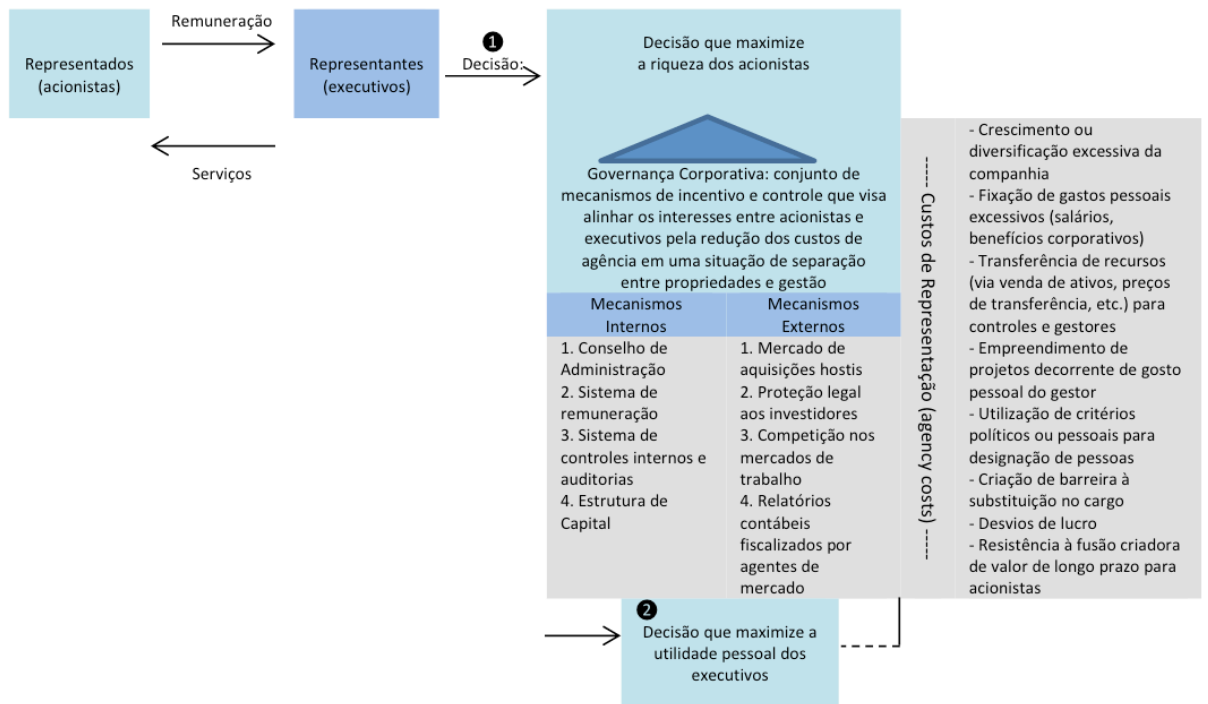 Representados
(acionistas)
Remuneração
Serviços
Representantes
(executivos)
1
Decisão:
Decisão que maximize
a riqueza dos acionistas
Governança Corporativa: conjunto de
mecanismos de incentivo e controle que visa
alinhar os interesses entre acionistas e
executivos pela redução dos custos de
agência em uma situação de separação
entre propriedades e gestão
Mecanismos
Internos
1. Conselho de
Administração
2. Sistema de
remuneração
3. Sistema de
controles internos e
auditorias
4. Estrutura de
Capital
Mecanismos
Externos
1. Mercado de
aquisições hostis
2. Proteção legal
aos investidores
3. Competição nos
mercados de
trabalho
4. Relatórios
contábeis
fiscalizados por
agentes de
mercado
----- Custos de Representação (agency costs) -----
- Crescimento ou
diversificação excessiva da
companhia
- Fixação de gastos pessoais
excessivos (salários,
benefícios corporativos)
- Transferência de recursos
(via venda de ativos, preços
de transferência, etc.) para
controles e gestores
- Empreendimento de
projetos decorrente de gosto
pessoal do gestor
- Utilização de critérios
políticos ou pessoais para
designação de pessoas
- Criação de barreira à
substituição no cargo
- Desvios de lucro
- Resistência à fusão criadora
de valor de longo prazo para
acionistas
2
Decisão que maximize a
utilidade pessoal dos
executivos